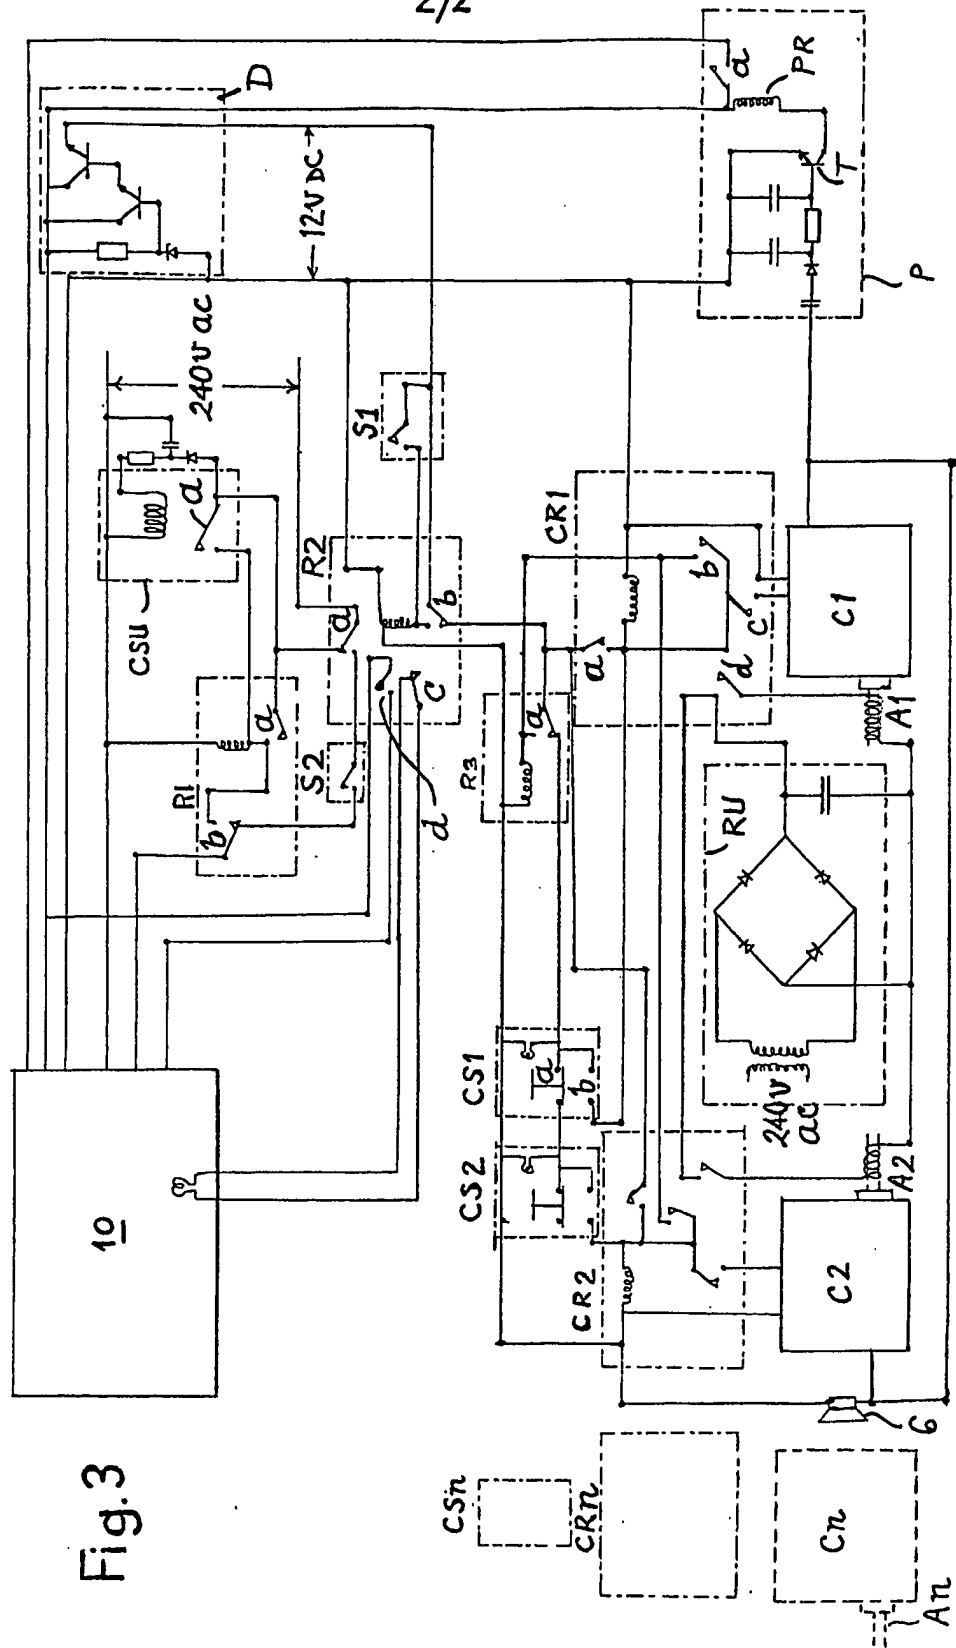 2/2
D
a
PR
T
P
12V DC
240V ac
CSU
a
S1
R2
a
b
c
d
R1
a
b
S2
R3
a
CR1
a
b
c
d
C1
A1
RU
240V
ac
CS1
a
b
CS2
CR2
C2
A2
6
10
Fig.3
CSn
CRn
Cn
An